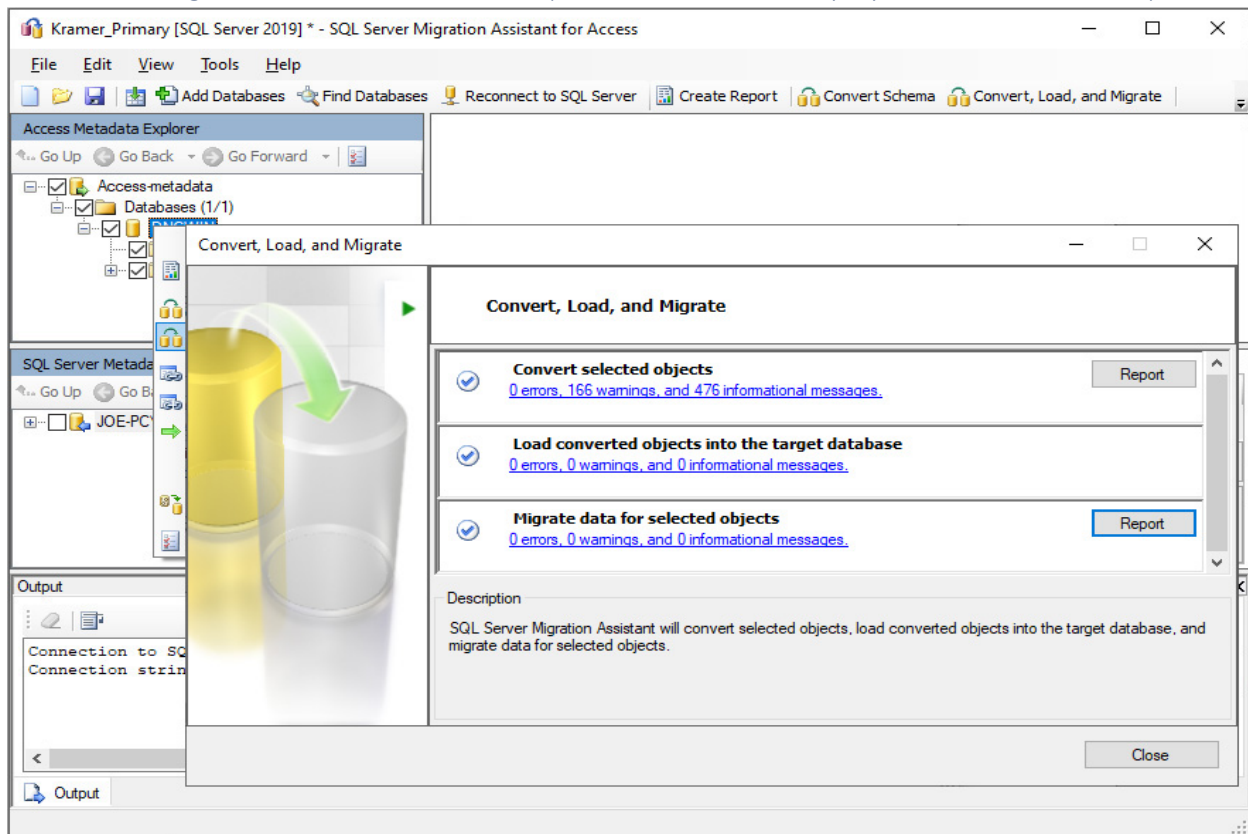 Kramer_Primary [SQL Server 2019] * - SQL Server Migration Assistant for Access
File Edit View Tools Help
Add Databases Find Databases Reconnect to SQL Server Create Report Convert Schema Convert, Load, and Migrate
Access Metadata Explorer
Go Up Go Back Go Forward
Access-metadata
Databases (1/1)
Convert, Load, and Migrate
Convert, Load, and Migrate
Convert selected objects
0 errors, 166 warnings, and 476 informational messages.
Report
Load converted objects into the target database
0 errors, 0 warnings, and 0 informational messages.
Migrate data for selected objects
0 errors, 0 warnings, and 0 informational messages.
Report
Description
SQL Server Migration Assistant will convert selected objects, load converted objects into the target database, and
migrate data for selected objects.
Close
SQL Server Metada
Go Up Go B
JOE-PC
Output
Connection to SQ
Connection strin
Output